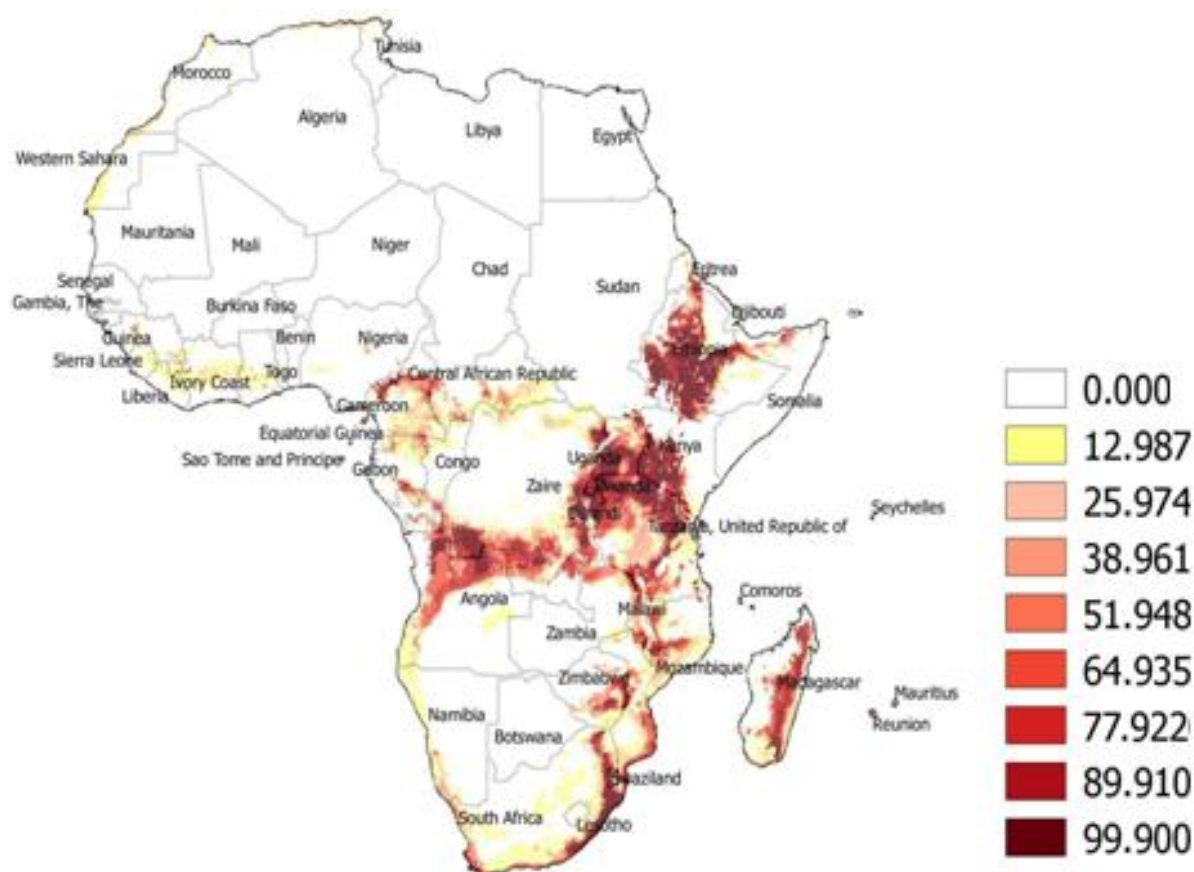 Tunisia
Morocco
Algeria
Libya
Egypt
Western Sahara
Mauritania
Mali
Niger
Chad
Sudan
Eritrea
Senegal
Gambia, The
Burkina Faso
Djibouti
Guinea
Benin
Nigeria
Ethiopia
Sierra Leone
Ivory Coast
Togo
Central African Republic
Liberia
Cameroon
Somalia
Equatorial Guinea
Kenya
Sao Tome and Principe
Gabon
Congo
Uganda
Zaire
Rwanda
Burundi
Tanzania, United Republic of
Seychelles
Angola
Malawi
Comoros
Zambia
Zimbabwe
Mozambique
Madagascar
Mauritius
Reunion
Namibia
Botswana
Swaziland
South Africa
Lesotho
0.000
12.987
25.974
38.961
51.948
64.935
77.922
89.910
99.900